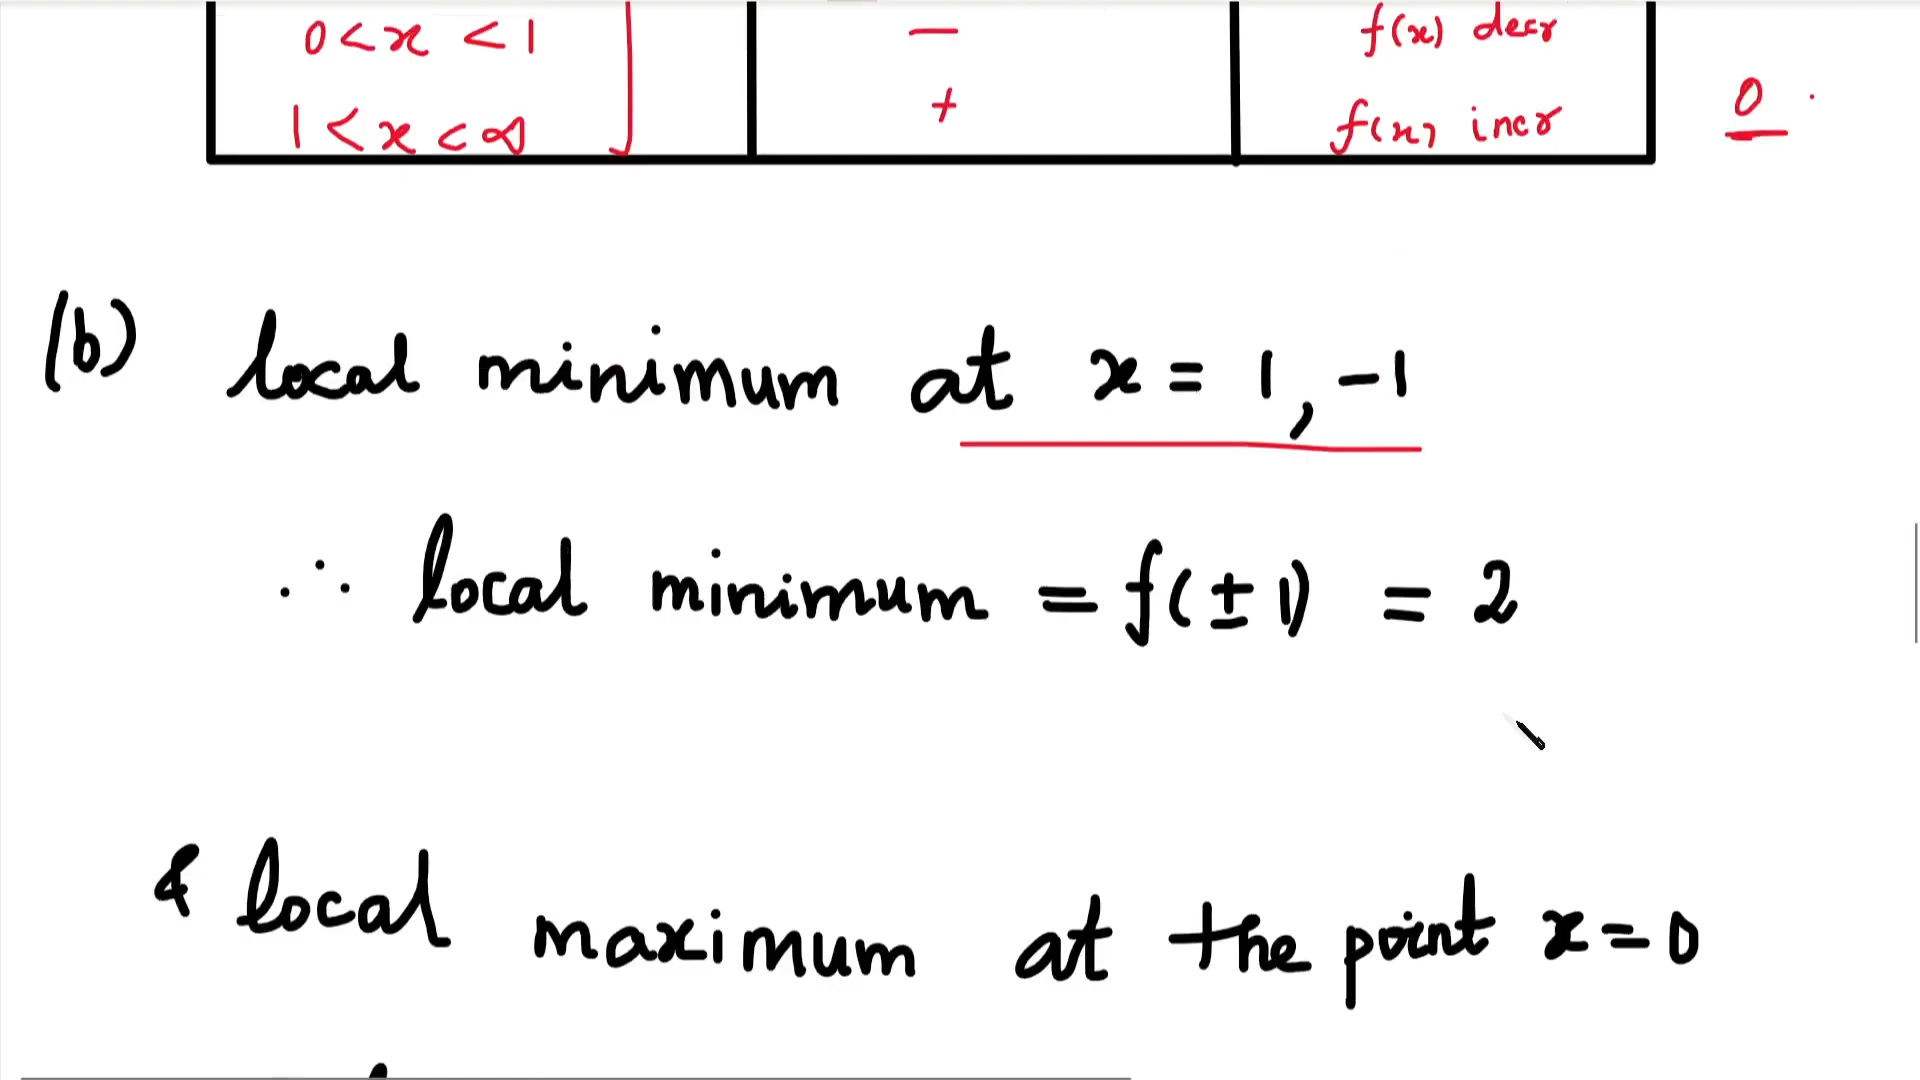 0<x<1 − f(x) decr
1<x<∞ + f(x) incr 0
(b) local minimum at x = 1, -1
∴ local minimum = f(±1) = 2
& local maximum at the point x=0